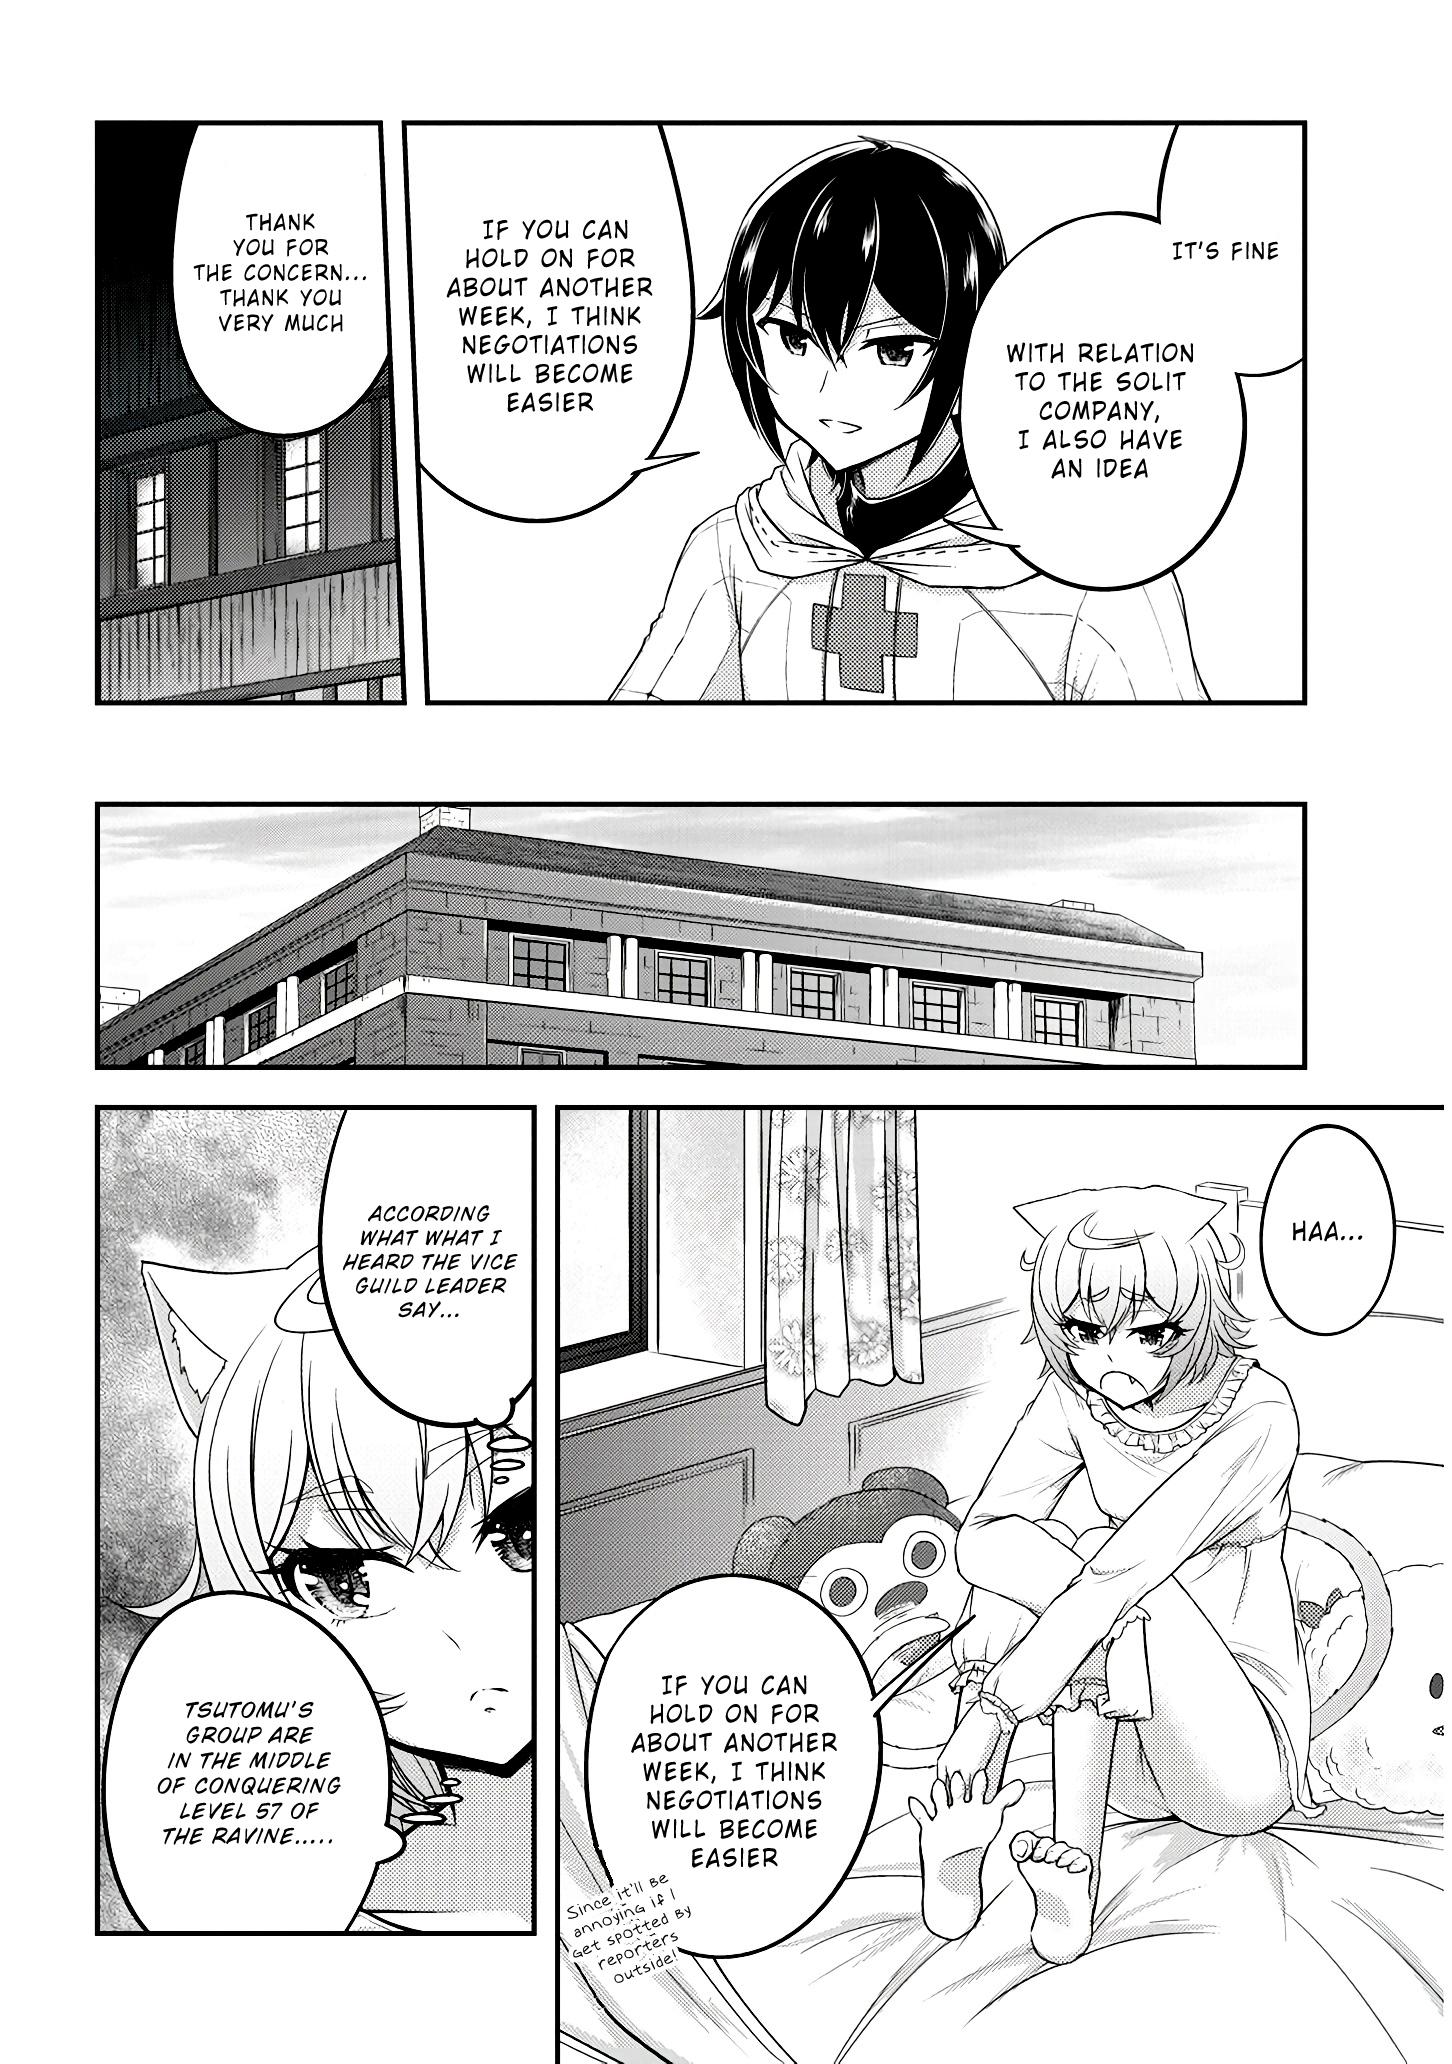 IT'S FINE
WITH RELATION
TO THE SOLIT
COMPANY,
I ALSO HAVE
AN IDEA
IF YOU CAN
HOLD ON FOR
ABOUT ANOTHER
WEEK, I THINK
NEGOTIATIONS
WILL BECOME
EASIER
THANK
YOU FOR
THE CONCERN...
THANK YOU
VERY MUCH
HAA...
IF YOU CAN
HOLD ON FOR
ABOUT ANOTHER
WEEK, I THINK
NEGOTIATIONS
WILL BECOME
EASIER
Since it'll be
annoying if I
get spotted by
reporters
outside!
ACCORDING
WHAT WHAT I
HEARD THE VICE
GUILD LEADER
SAY...
TSUTOMU'S
GROUP ARE
IN THE MIDDLE
OF CONQUERING
LEVEL 57 OF
THE RAVINE.....